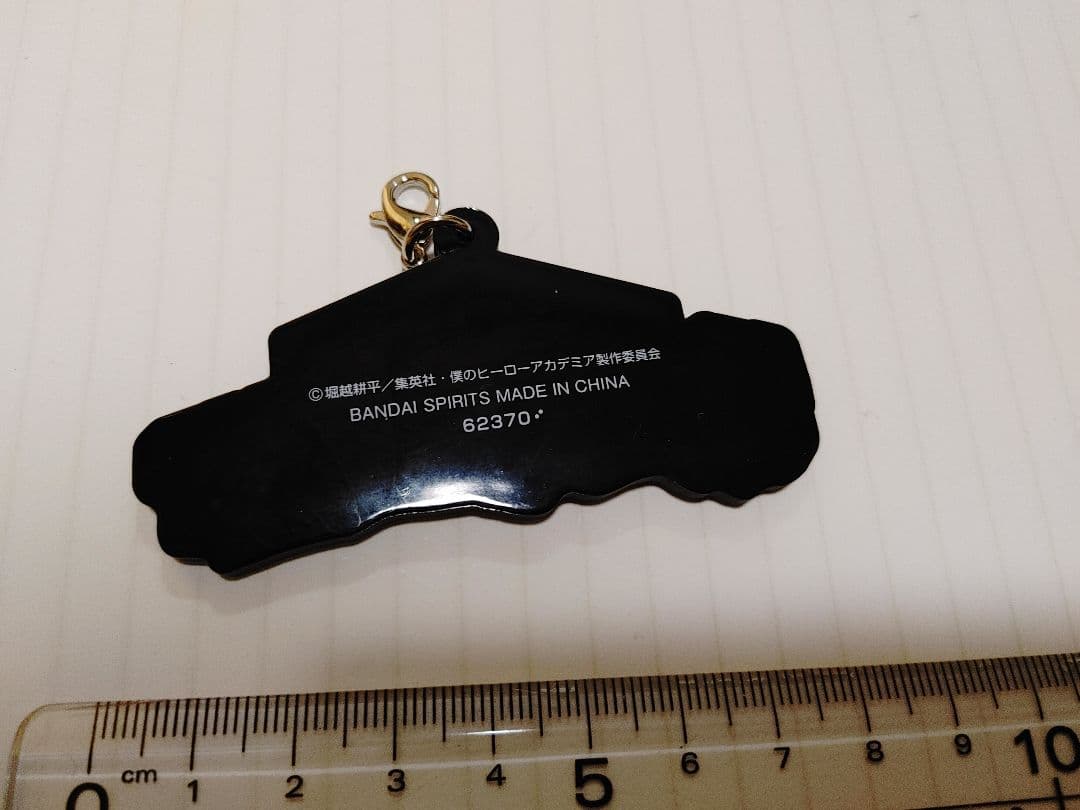 ©堀越耕平／集英社・僕のヒーローアカデミア製作委員会
BANDAI SPIRITS MADE IN CHINA
62370
0 cm 1 2 3 4 5 6 7 8 9 10